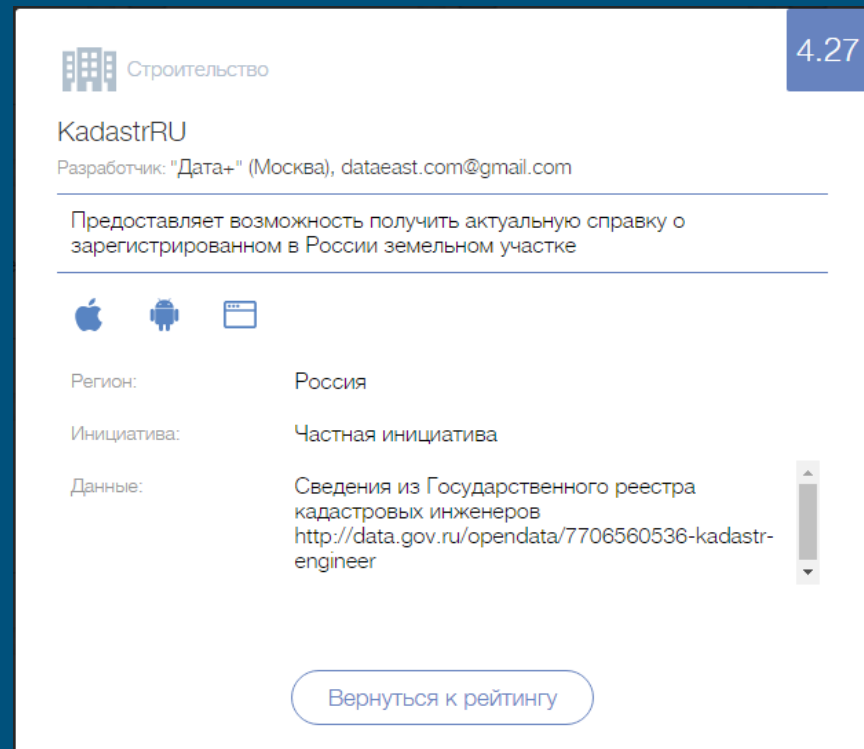 4.27
Строительство
KadastrRU
Разработчик: "Дата+" (Москва), dataeast.com@gmail.com
Предоставляет возможность получить актуальную справку о
зарегистрированном в России земельном участке
Регион: Россия
Инициатива: Частная инициатива
Данные: Сведения из Государственного реестра
кадастровых инженеров
http://data.gov.ru/opendata/7706560536-kadastr-
engineer
Вернуться к рейтингу